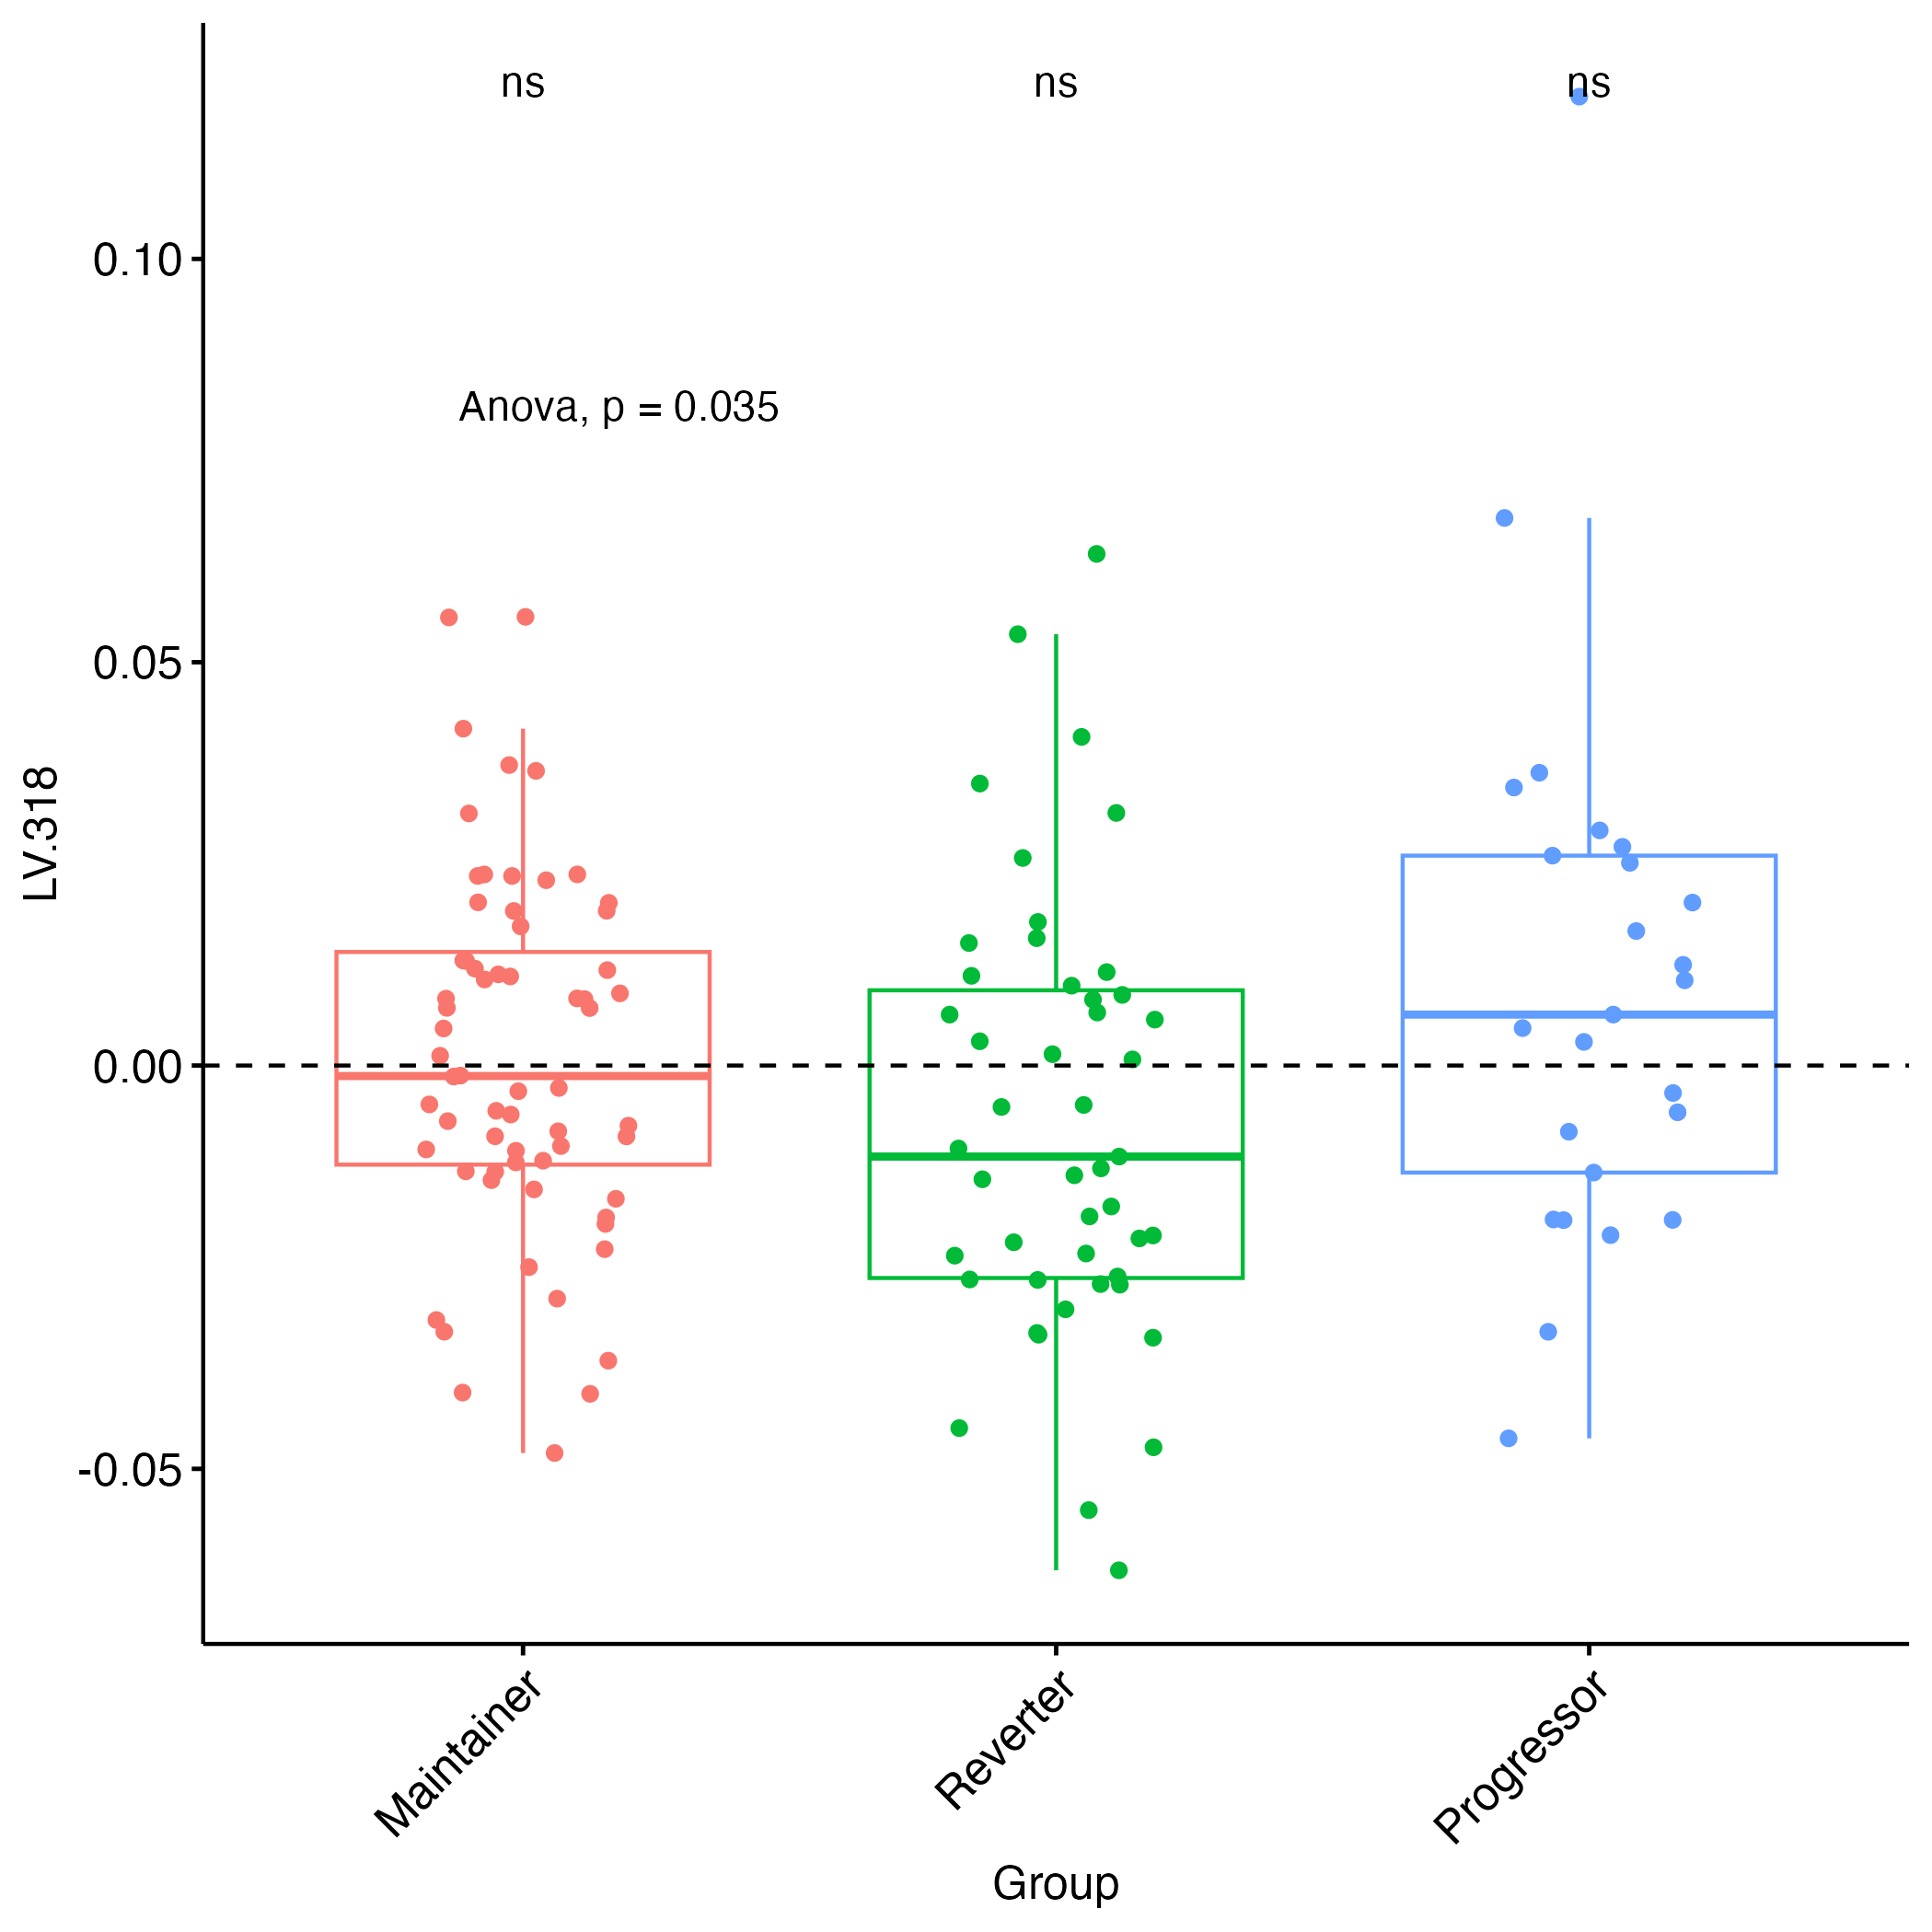 ns ns ns
0.10
Anova, p = 0.035
0.05
LV.318
0.00
-0.05
Maintainer Reverter Progressor
Group